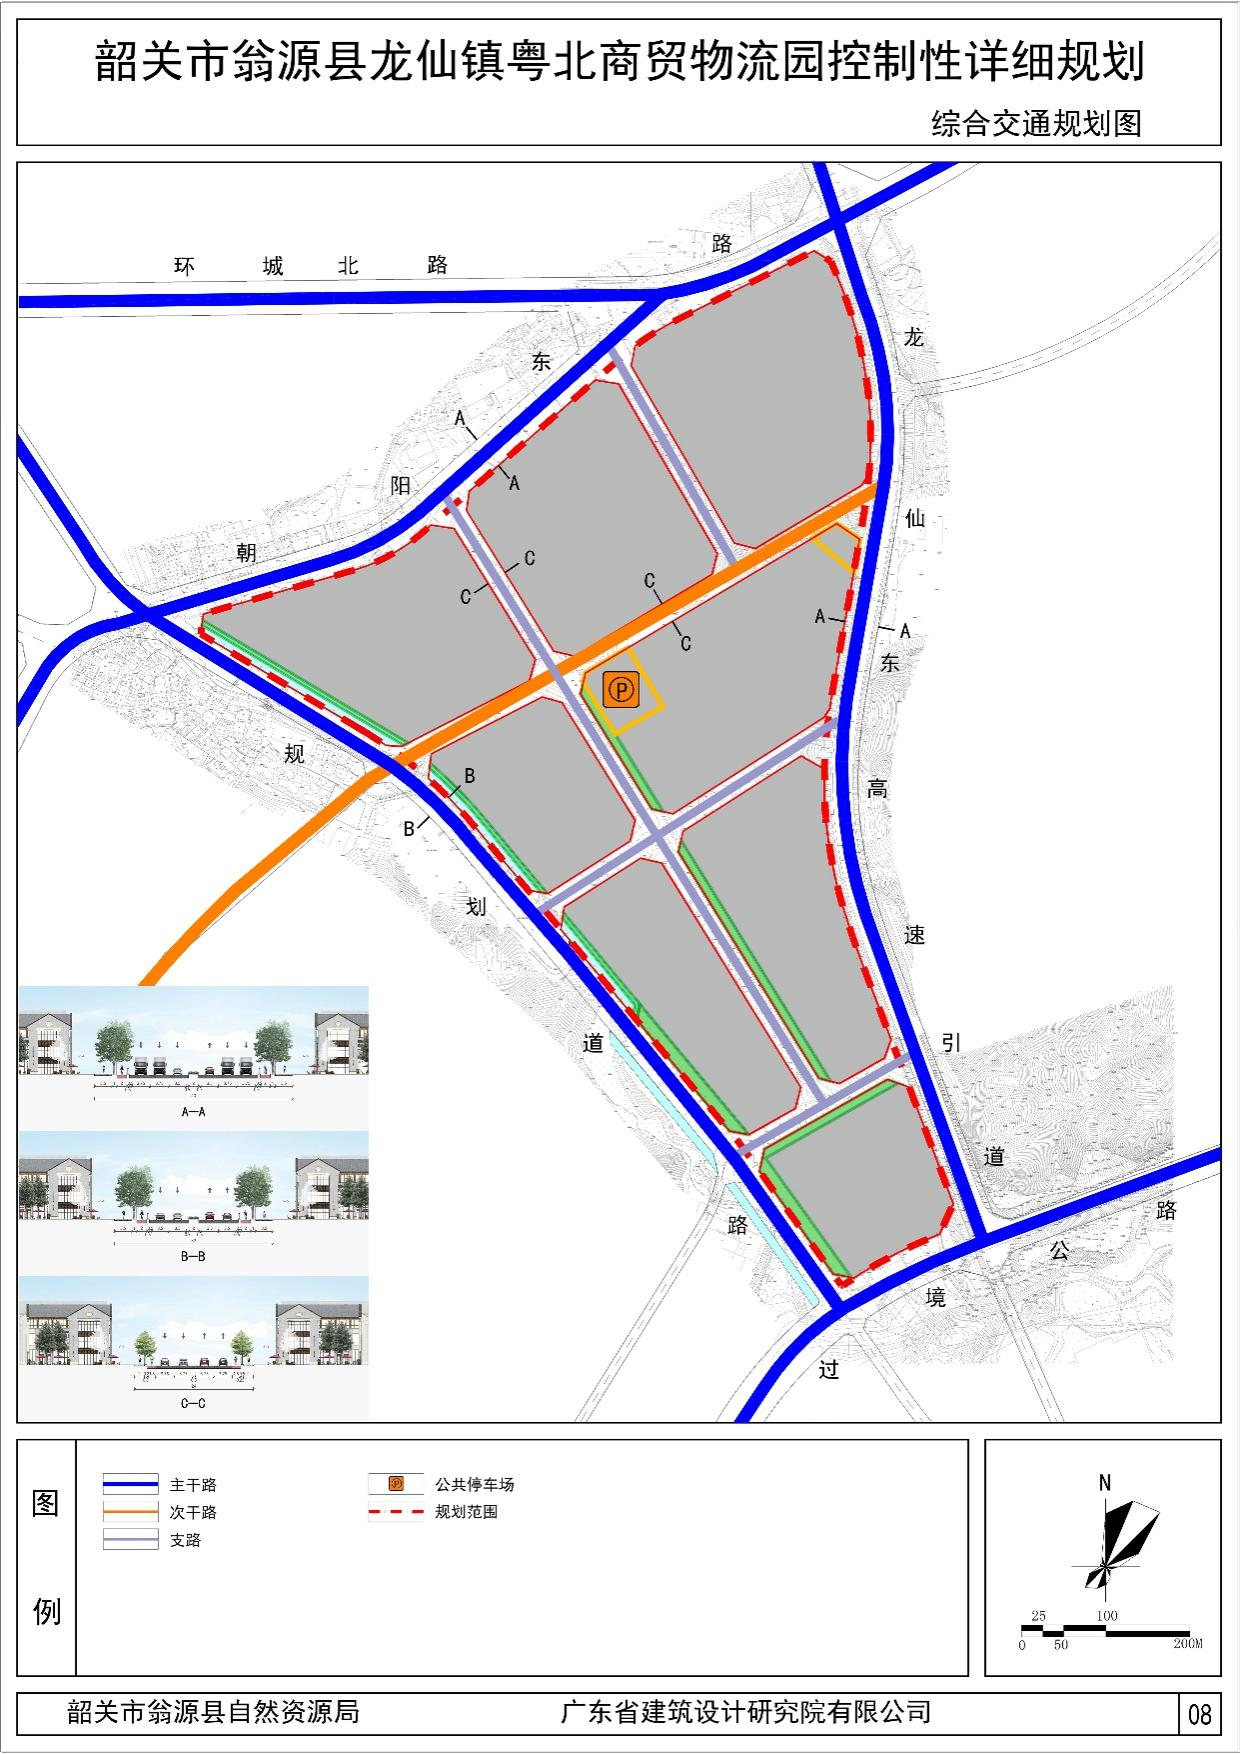 韶关市翁源县龙仙镇粤北商贸物流园控制性详细规划
综合交通规划图
环城北路
朝阳东路
龙仙东高速引道
规划道路
过境公路
A
A
C
C
C
C
A
A
B
B
P
A—A
B—B
C—C
图例
主干路
次干路
支路
公共停车场
规划范围
N
25 100
0 50 200M
韶关市翁源县自然资源局
广东省建筑设计研究院有限公司
08